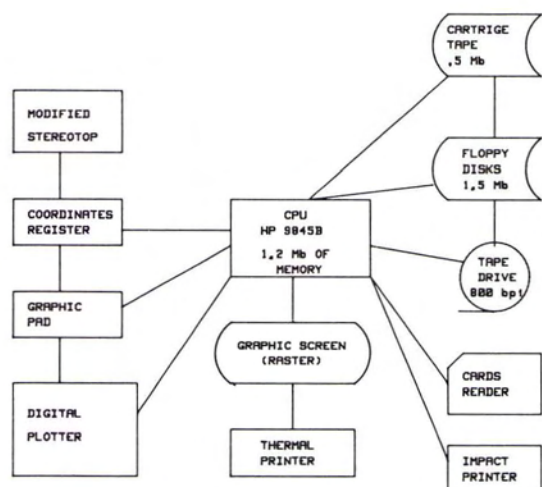 CARTRIGE
TAPE
.5 Mb
MODIFIED
STEREOTOP
FLOPPY
DISKS
1.5 Mb
COORDINATES
REGISTER
CPU
HP 9845B
1.2 Mb OF
MEMORY
TAPE
DRIVE
800 bpi
GRAPHIC
PAD
GRAPHIC SCREEN
(RASTER)
CARDS
READER
DIGITAL
PLOTTER
THERMAL
PRINTER
IMPACT
PRINTER